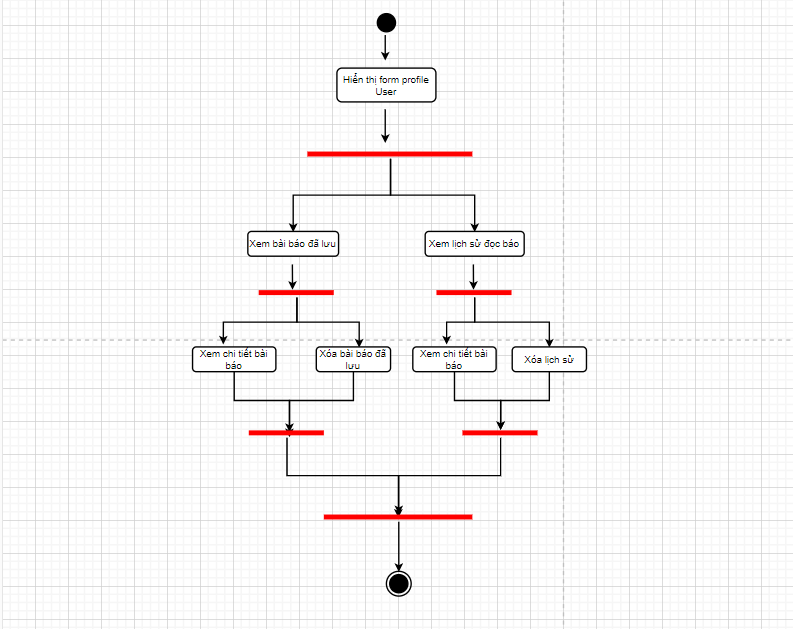 Hiển thị form profile
User
Xem bài báo đã lưu
Xem lịch sử đọc báo
Xem chi tiết bài
báo
Xóa bài báo đã
lưu
Xem chi tiết bài
báo
Xóa lịch sử